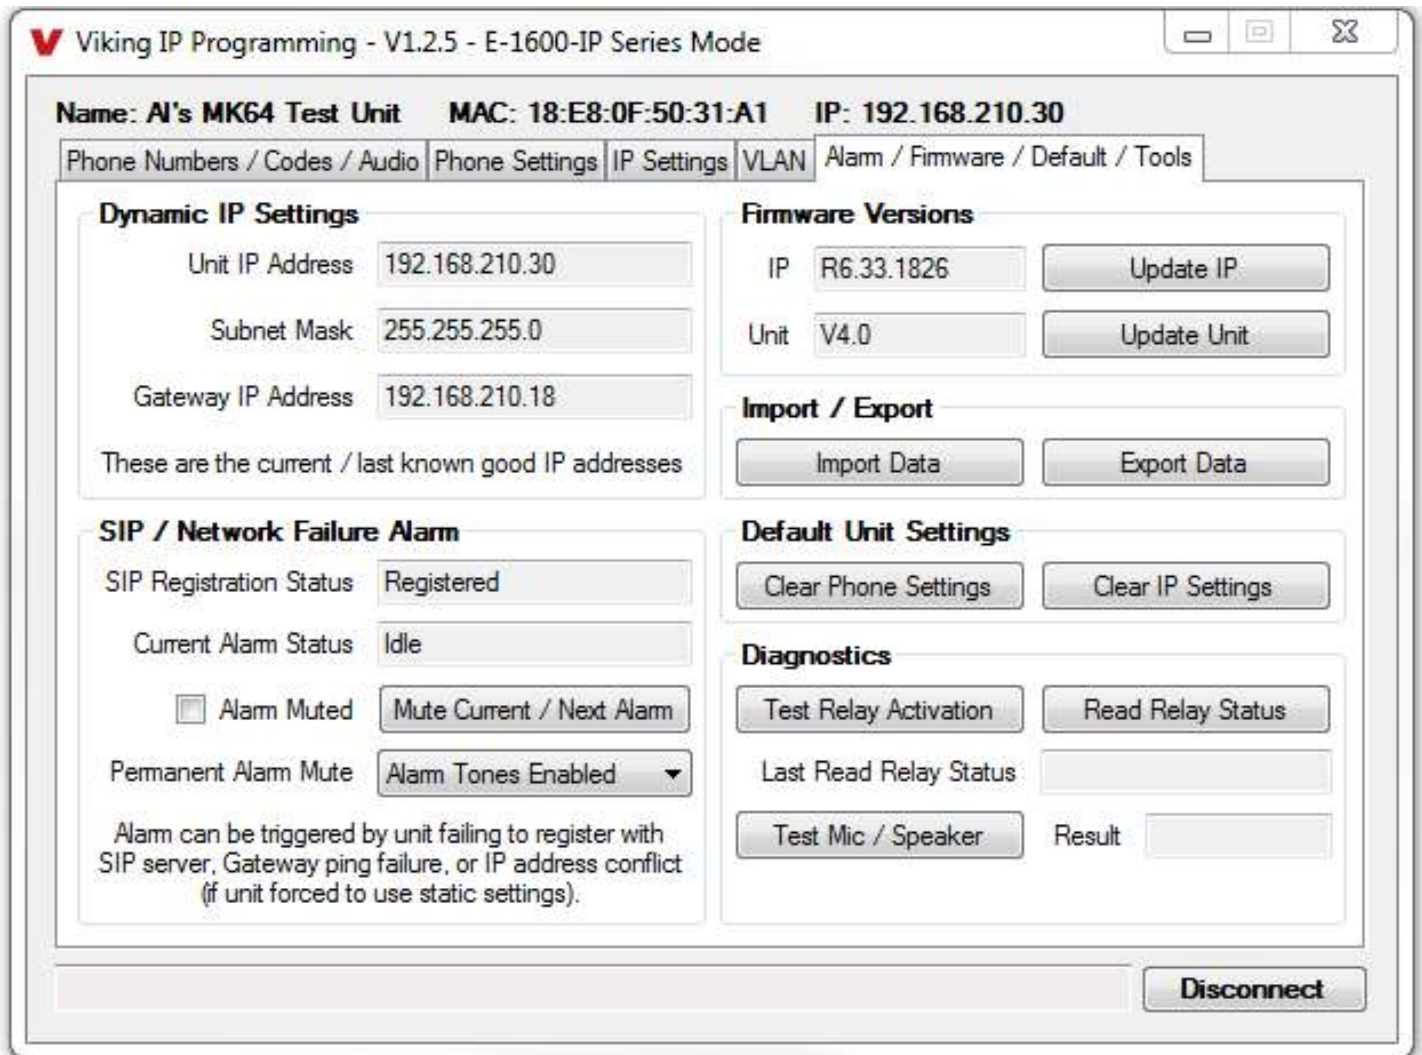 Viking IP Programming - V1.2.5 - E-1600-IP Series Mode
Name: Al's MK64 Test Unit MAC: 18:E8:0F:50:31:A1 IP: 192.168.210.30
Phone Numbers / Codes / Audio Phone Settings IP Settings VLAN Alarm / Firmware / Default / Tools
Dynamic IP Settings
Unit IP Address 192.168.210.30
Subnet Mask 255.255.255.0
Gateway IP Address 192.168.210.18
These are the current / last known good IP addresses
SIP / Network Failure Alarm
SIP Registration Status Registered
Current Alarm Status Idle
Alarm Muted Mute Current / Next Alarm
Permanent Alarm Mute Alarm Tones Enabled
Alarm can be triggered by unit failing to register with
SIP server, Gateway ping failure, or IP address conflict
(if unit forced to use static settings).
Firmware Versions
IP R6.33.1826 Update IP
Unit V4.0 Update Unit
Import / Export
Import Data Export Data
Default Unit Settings
Clear Phone Settings Clear IP Settings
Diagnostics
Test Relay Activation Read Relay Status
Last Read Relay Status
Test Mic / Speaker Result
Disconnect